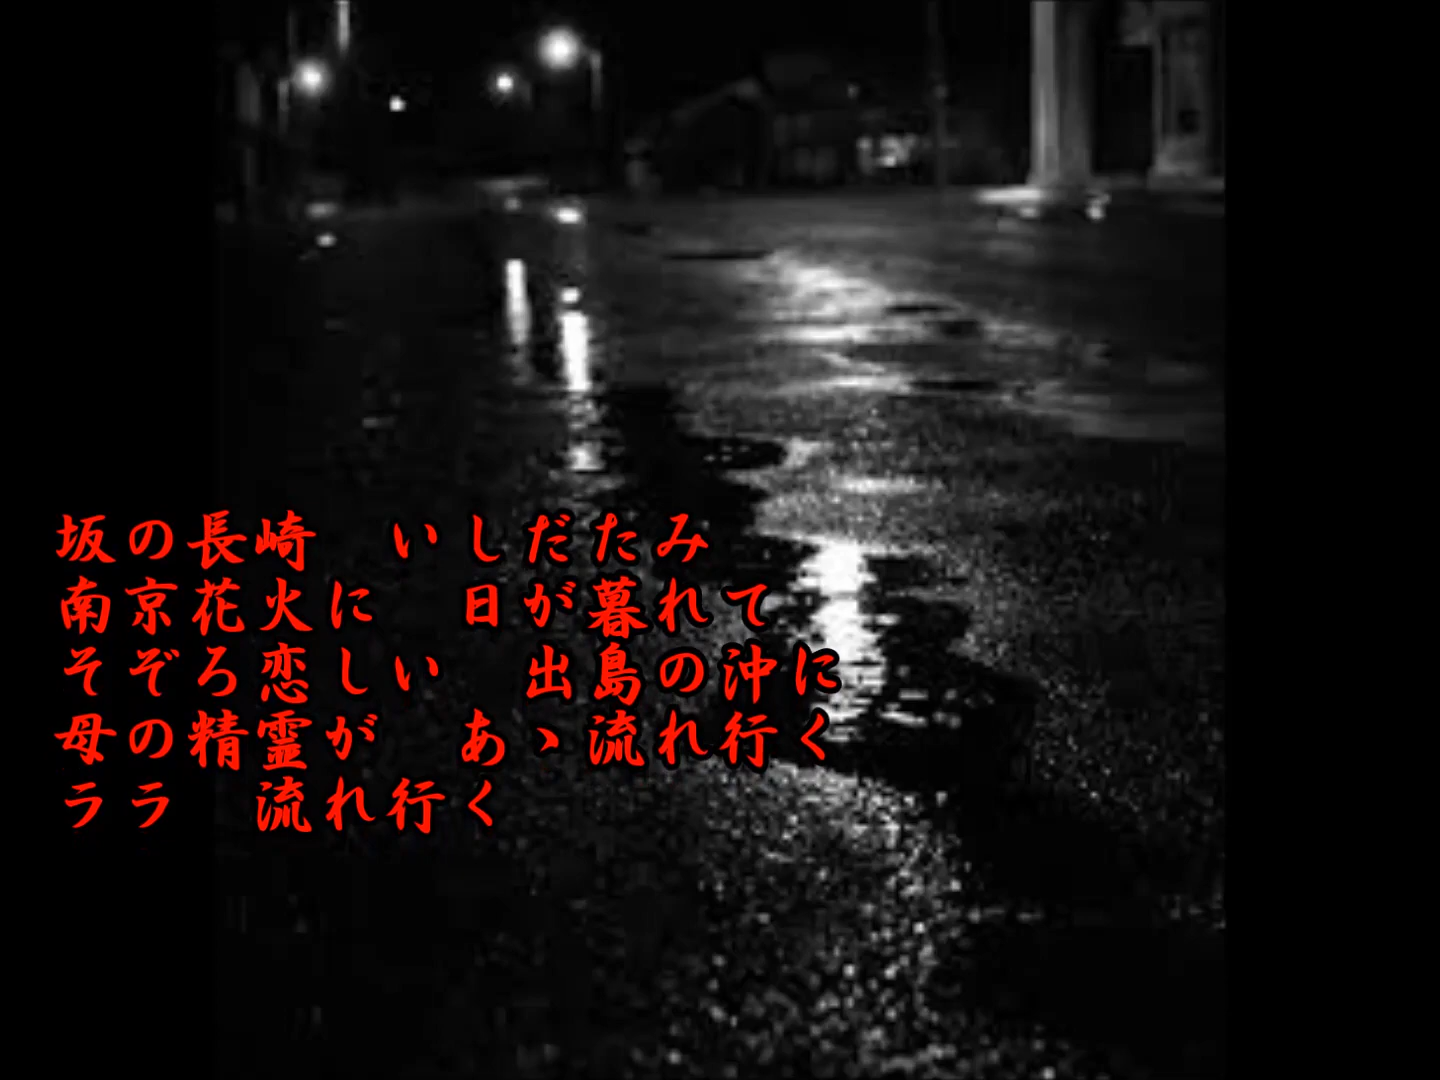 坂の長崎　いしだたみ
南京花火に　日が暮れて
そぞろ恋しい　出島の沖に
母の精霊が　あゝ流れ行く
ララ　流れ行く